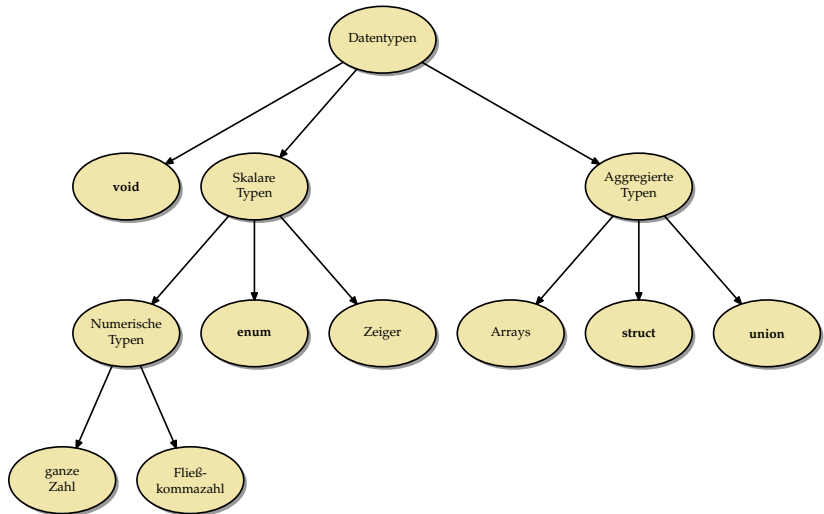 Datentypen
void
Skalare
Typen
Aggregierte
Typen
Numerische
Typen
enum
Zeiger
Arrays
struct
union
ganze
Zahl
Fließ-
kommazahl